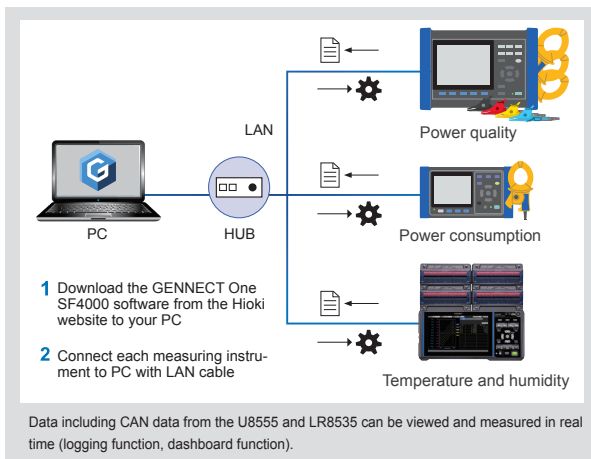 LAN
Power quality
PC
HUB
Power consumption
1 Download the GENNECT One
SF4000 software from the Hioki
website to your PC
2 Connect each measuring instru-
ment to PC with LAN cable
Temperature and humidity
Data including CAN data from the U8555 and LR8535 can be viewed and measured in real
time (logging function, dashboard function).